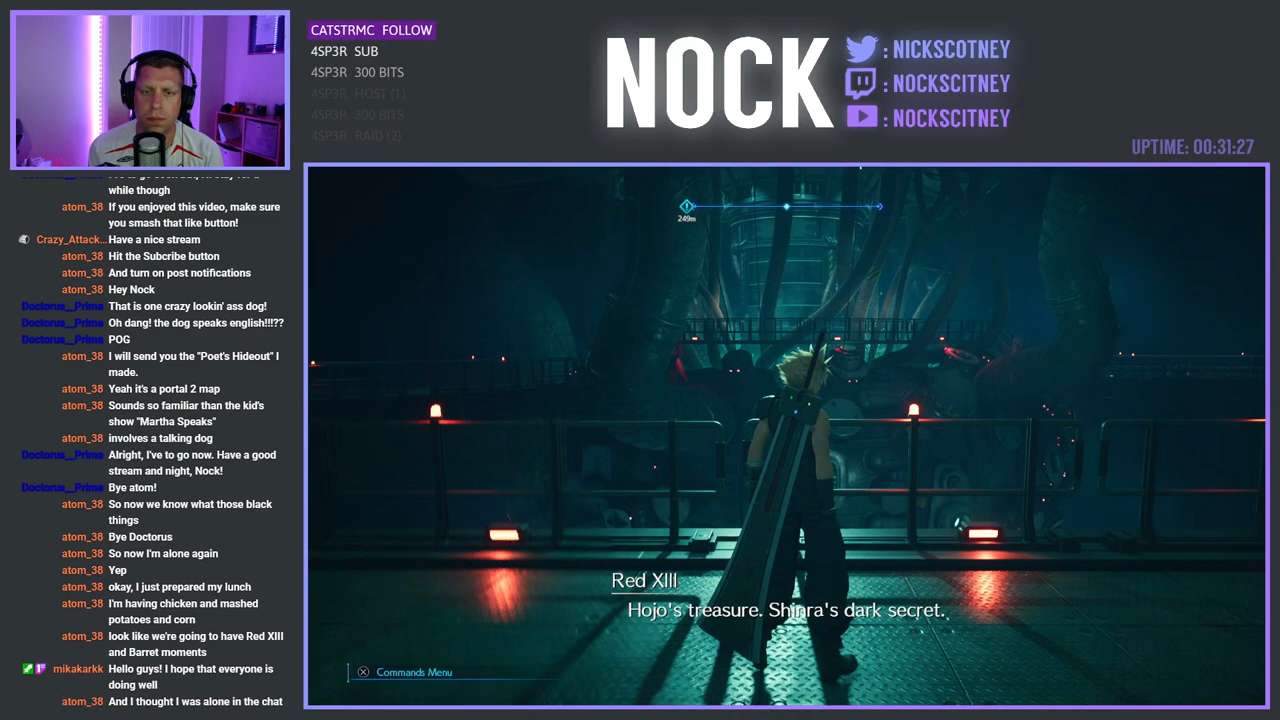 CATSTRMC FOLLOW
4SP3R SUB
4SP3R 300 BITS
4SP3R HOST (1)
4SP3R 300 BITS
4SP3R RAID (2)
NOCK
: NICKSCOTNEY
: NOCKSCITNEY
: NOCKSCITNEY
UPTIME: 00:31:27
while though
atom_38 If you enjoyed this video, make sure
you smash that like button!
Crazy_Attack... Have a nice stream
atom_38 Hit the Subcribe button
atom_38 And turn on post notifications
atom_38 Hey Nock
Doctorus__Prime That is one crazy lookin' ass dog!
Doctorus__Prime Oh dang! the dog speaks english!!!??
Doctorus__Prime POG
atom_38 I will send you the "Poet's Hideout" I
made.
atom_38 Yeah it's a portal 2 map
atom_38 Sounds so familiar than the kid's
show "Martha Speaks"
atom_38 involves a talking dog
Doctorus__Prime Alright, I've to go now. Have a good
stream and night, Nock!
Doctorus__Prime Bye atom!
atom_38 So now we know what those black
things
atom_38 Bye Doctorus
atom_38 So now I'm alone again
atom_38 Yep
atom_38 okay, I just prepared my lunch
atom_38 I'm having chicken and mashed
potatoes and corn
atom_38 look like we're going to have Red XIII
and Barret moments
mikakarkk Hello guys! I hope that everyone is
doing well
atom_38 And I thought I was alone in the chat
249m
Red XIII
Hojo's treasure. Shinra's dark secret.
Commands Menu